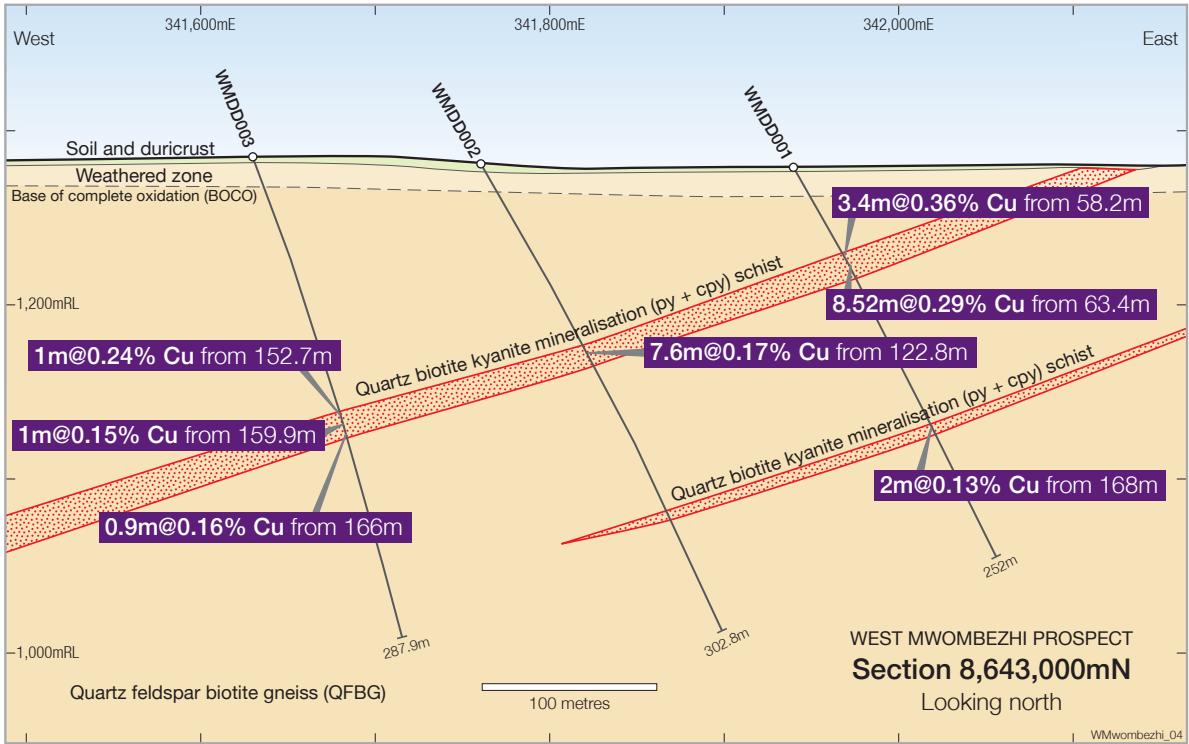 341,600mE
341,800mE
342,000mE
West
East
WMDD003
WMDD002
WMDD001
Soil and duricrust
Weathered zone
Base of complete oxidation (BOCO)
3.4m@0.36% Cu from 58.2m
8.52m@0.29% Cu from 63.4m
1,200mRL
Quartz biotite kyanite mineralisation (py + cpy) schist
7.6m@0.17% Cu from 122.8m
1m@0.24% Cu from 152.7m
1m@0.15% Cu from 159.9m
0.9m@0.16% Cu from 166m
Quartz biotite kyanite mineralisation (py + cpy) schist
2m@0.13% Cu from 168m
252m
302.8m
287.9m
1,000mRL
Quartz feldspar biotite gneiss (QFBG)
100 metres
WEST MWOMBEZHI PROSPECT
Section 8,643,000mN
Looking north
WMwombezhi_04